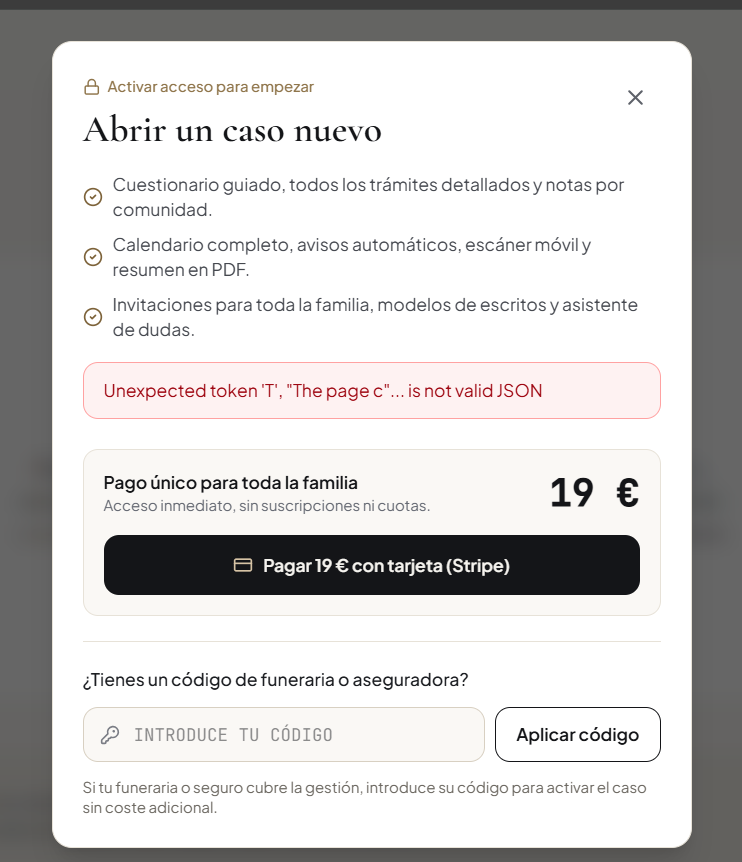 Activar acceso para empezar
Abrir un caso nuevo
Cuestionario guiado, todos los trámites detallados y notas por
comunidad.
Calendario completo, avisos automáticos, escáner móvil y
resumen en PDF.
Invitaciones para toda la familia, modelos de escritos y asistente
de dudas.
Unexpected token 'T', "The page c"... is not valid JSON
Pago único para toda la familia
19 €
Acceso inmediato, sin suscripciones ni cuotas.
Pagar 19 € con tarjeta (Stripe)
¿Tienes un código de funeraria o aseguradora?
INTRODUCE TU CÓDIGO
Aplicar código
Si tu funeraria o seguro cubre la gestión, introduce su código para activar el caso
sin coste adicional.